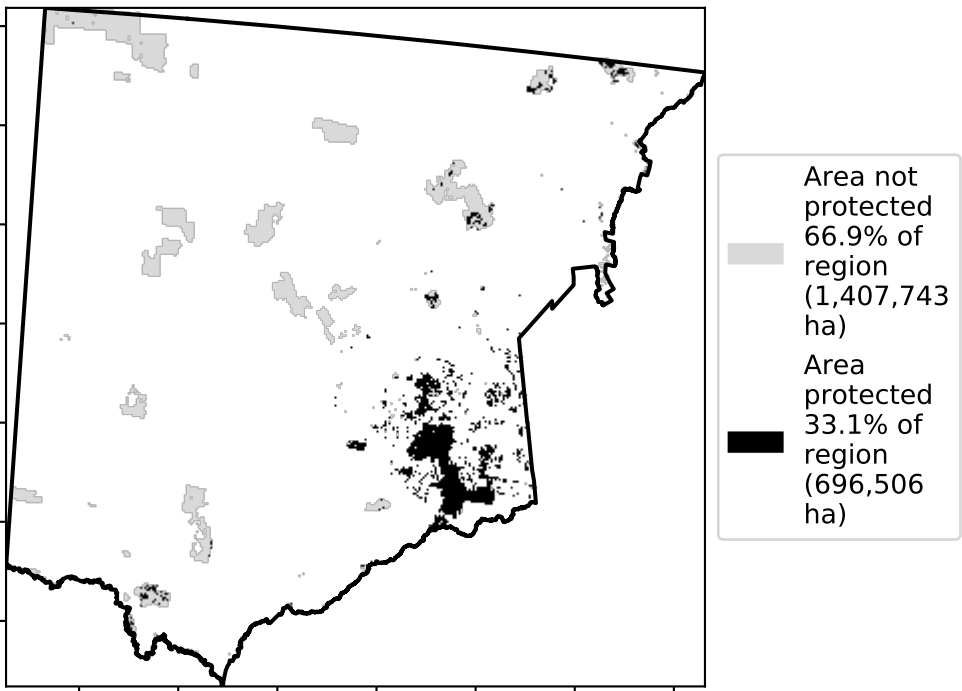 Area not
protected
66.9% of
region
(1,407,743
ha)
Area
protected
33.1% of
region
(696,506
ha)